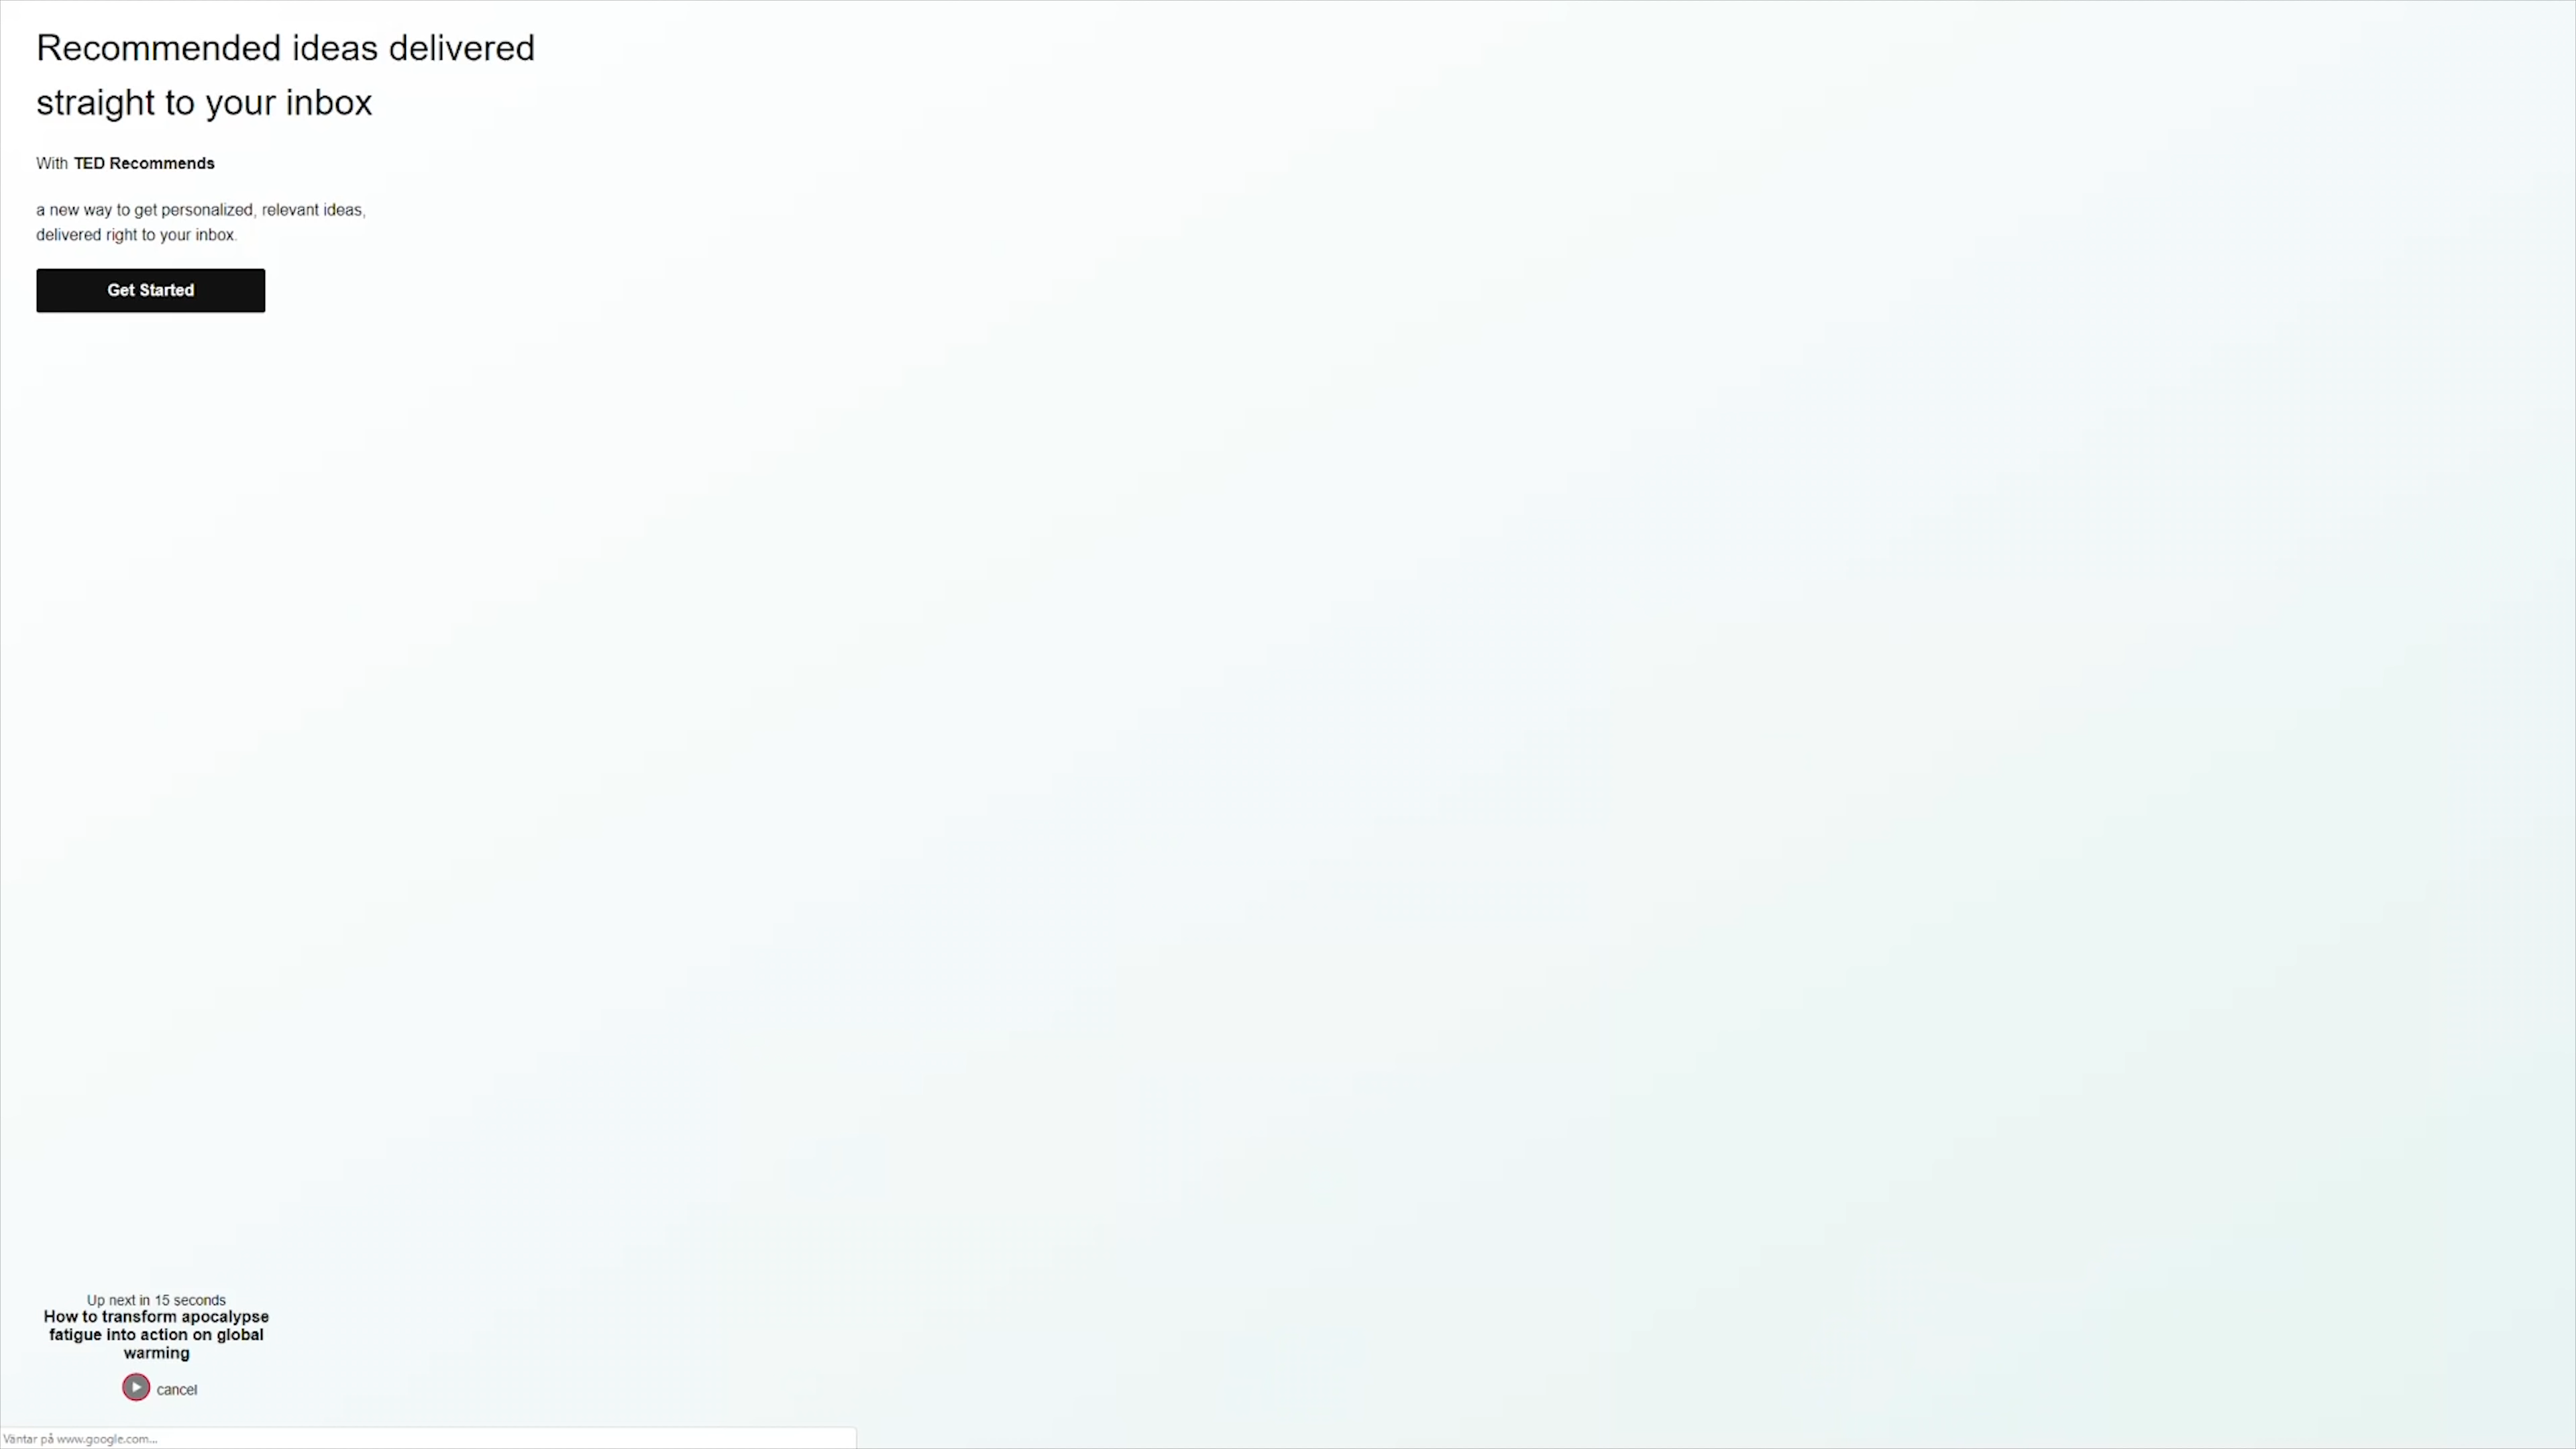 Recommended ideas delivered
straight to your inbox
With TED Recommends
a new way to get personalized, relevant ideas,
delivered right to your inbox.
Get Started
Up next in 15 seconds
How to transform apocalypse
fatigue into action on global
warming
cancel
Väntar på www.google.com...